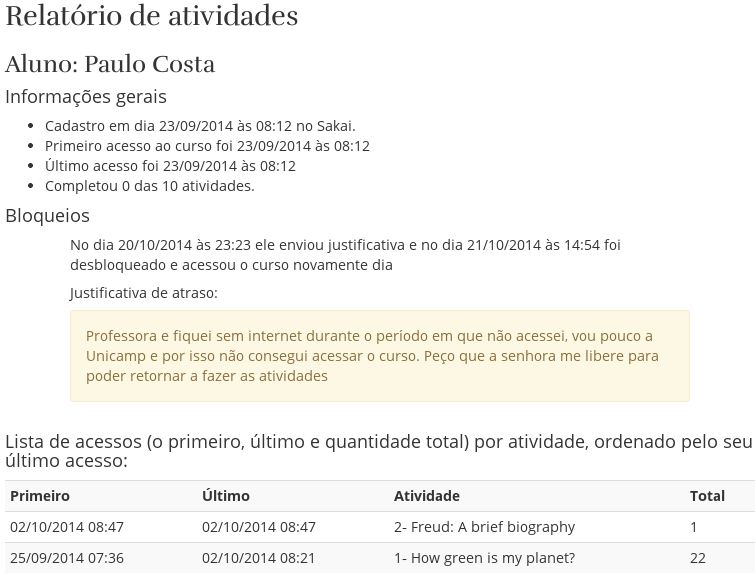 Relatório de atividades
Aluno: Paulo Costa
Informações gerais
Cadastro em dia 23/09/2014 às 08:12 no Sakai.
Primeiro acesso ao curso foi 23/09/2014 às 08:12
Último acesso foi 23/09/2014 às 08:12
Completou 0 das 10 atividades.
Bloqueios
No dia 20/10/2014 às 23:23 ele enviou justificativa e no dia 21/10/2014 às 14:54 foi
desbloqueado e acessou o curso novamente dia
Justificativa de atraso:
Professora e fiquei sem internet durante o período em que não acessei, vou pouco a
Unicamp e por isso não consegui acessar o curso. Peço que a senhora me libere para
poder retornar a fazer as atividades
Lista de acessos (o primeiro, último e quantidade total) por atividade, ordenado pelo seu
último acesso:
Primeiro Último Atividade Total
02/10/2014 08:47 02/10/2014 08:47 2- Freud: A brief biography 1
25/09/2014 07:36 02/10/2014 08:21 1- How green is my planet? 22